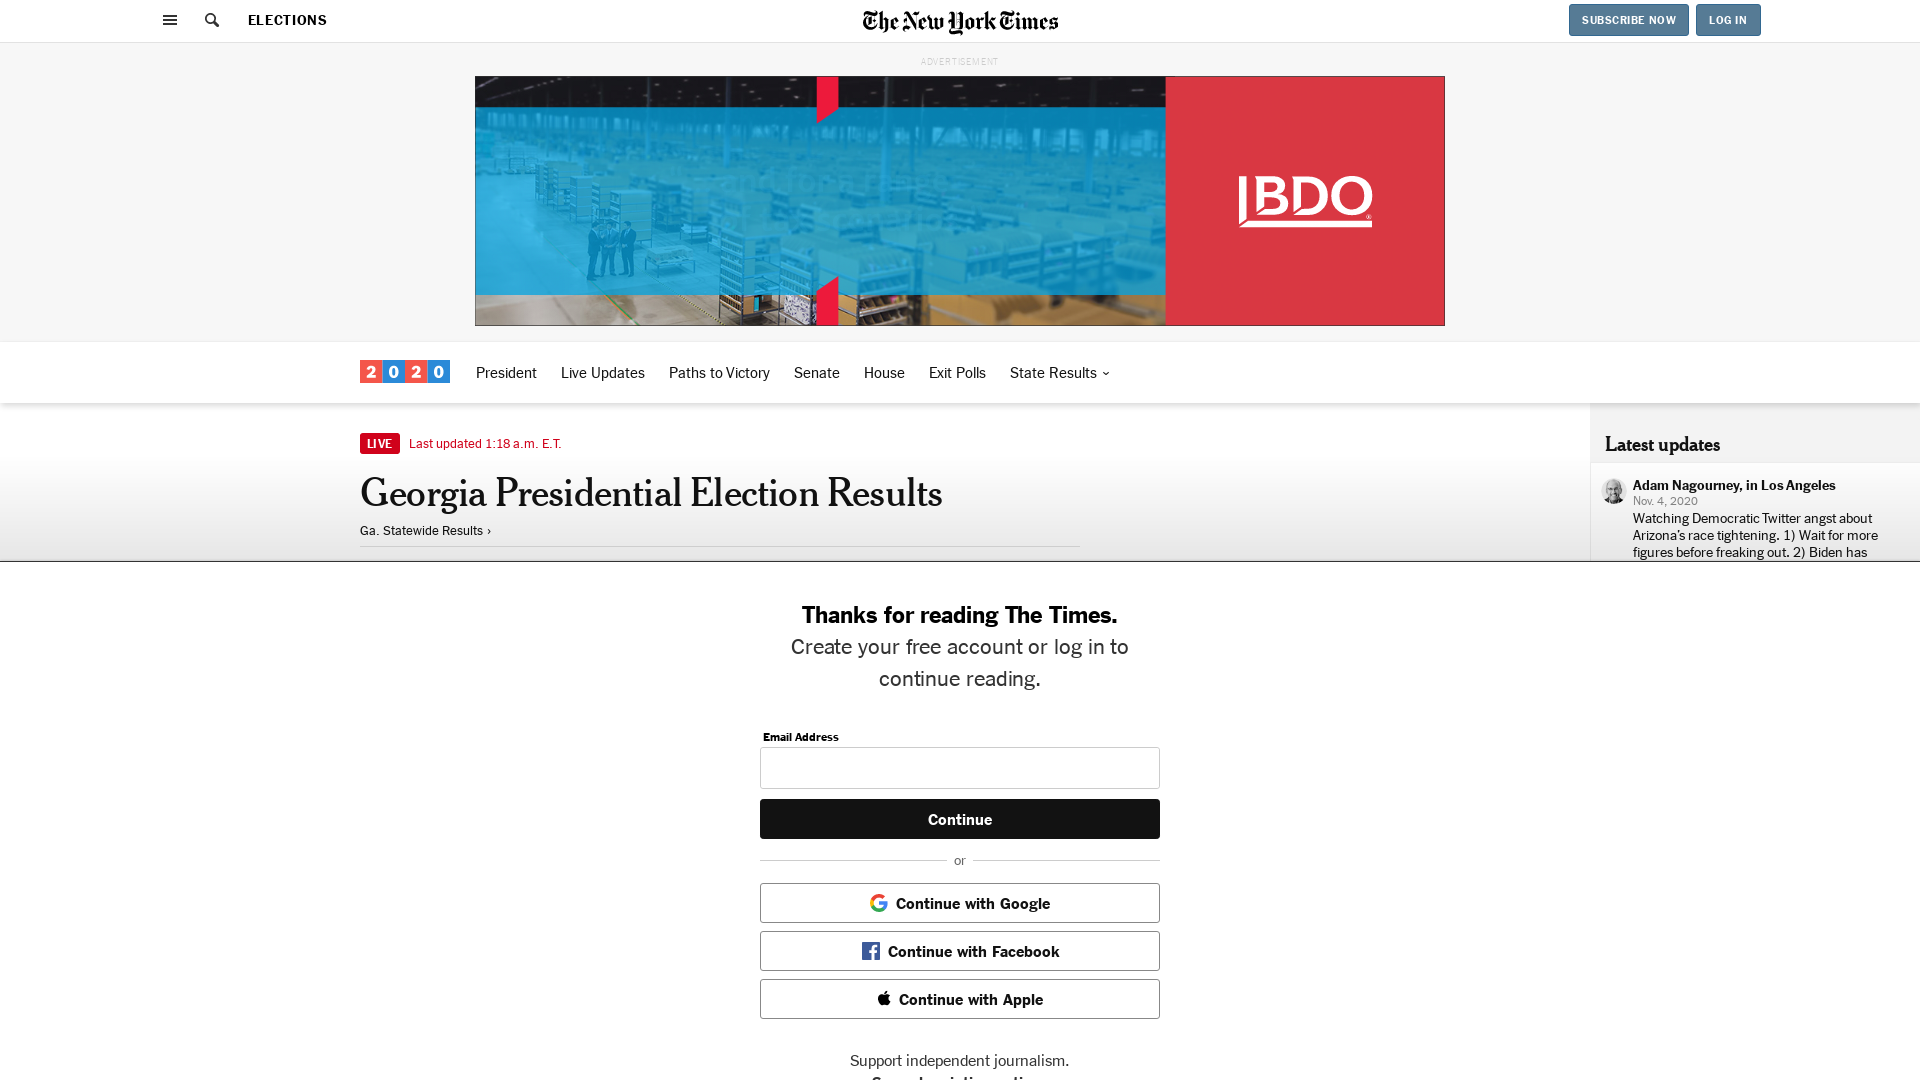 ELECTIONS
The New York Times
SUBSCRIBE NOW
LOG IN
ADVERTISEMENT
BDO
2020
President
Live Updates
Paths to Victory
Senate
House
Exit Polls
State Results
LIVE
Last updated 1:18 a.m. E.T.
Georgia Presidential Election Results
Ga. Statewide Results ›
Latest updates
Adam Nagourney, in Los Angeles
Nov. 4, 2020
Watching Democratic Twitter angst about
Arizona's race tightening. 1) Wait for more
figures before freaking out. 2) Biden has
Thanks for reading The Times.
Create your free account or log in to
continue reading.
Email Address
Continue
or
Continue with Google
Continue with Facebook
Continue with Apple
Support independent journalism.